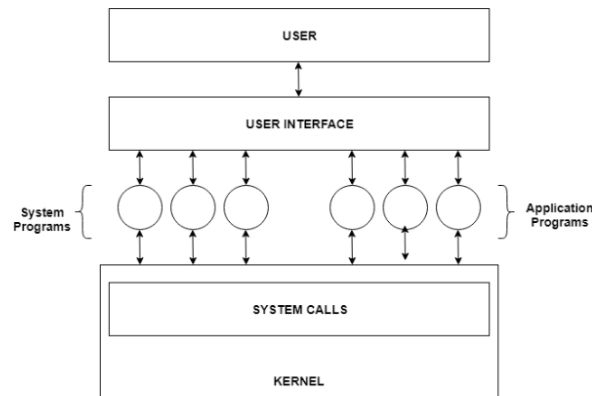 USER
USER INTERFACE
System
Programs
Application
Programs
SYSTEM CALLS
KERNEL